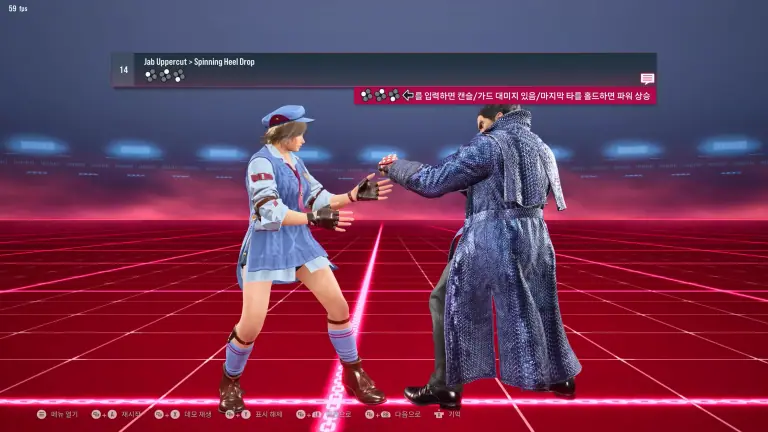 59 fps
Jab Uppercut > Spinning Heel Drop
14
를 입력하면 캔슬/가드 대미지 있음/마지막 타를 홀드하면 파워 상승
메뉴 열기 + 재시작 + Y 데모 재생 + 표시 해제 + 으로 + 다음으로 기억